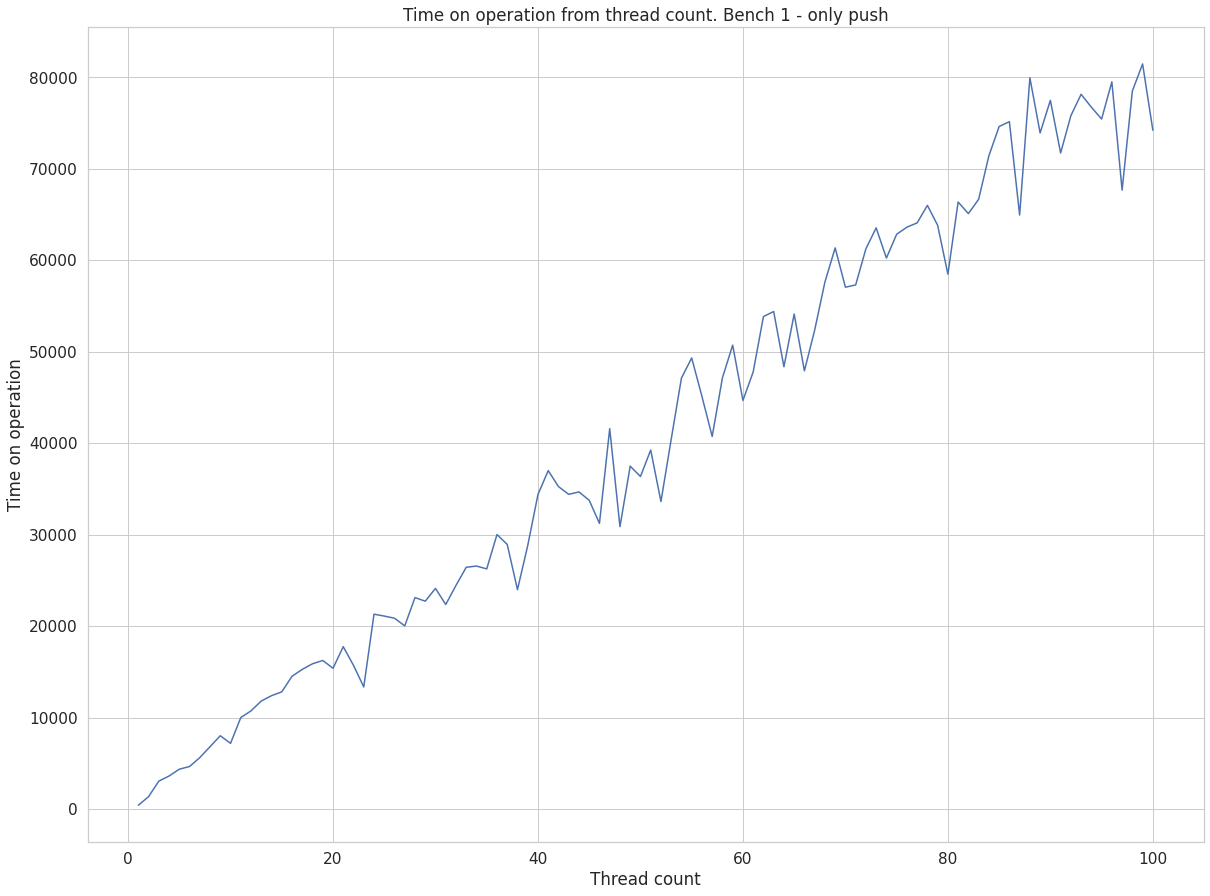 Time on operation from thread count. Bench 1 - only push
80000
70000
60000
50000
40000
30000
20000
10000
0
Time on operation
0 20 40 60 80 100
Thread count